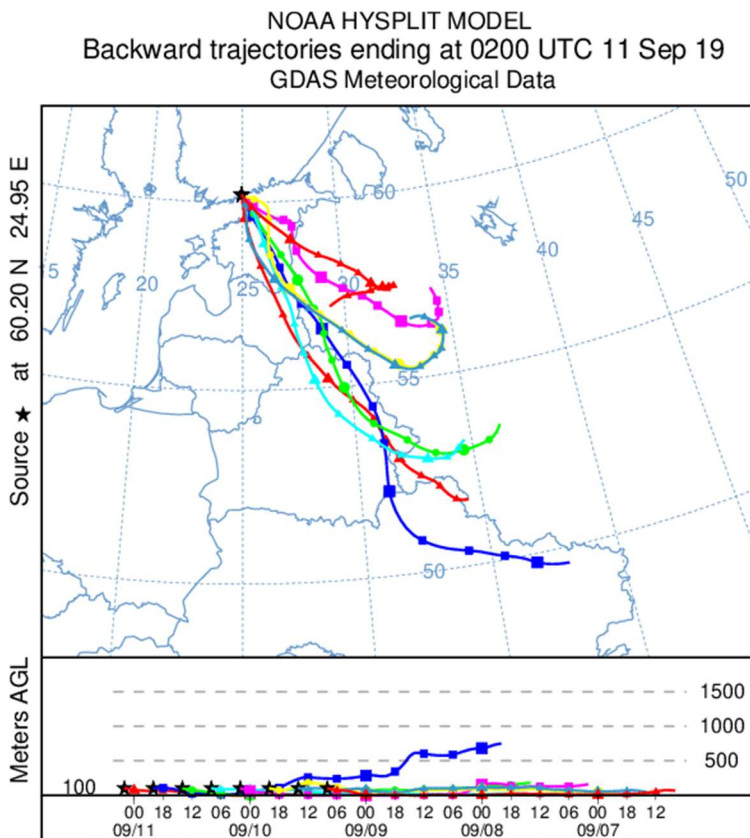 NOAA HYSPLIT MODEL
Backward trajectories ending at 0200 UTC 11 Sep 19
GDAS Meteorological Data
Source ★ at 60.20 N 24.95 E
50
60
45
40
35
5
20
25
30
55
50
Meters AGL
1500
1000
500
100
00 18 12 06 00 18 12 06 00 18 12 06 00 18 12 06 00 18 12
09/11 09/10 09/09 09/08 09/07